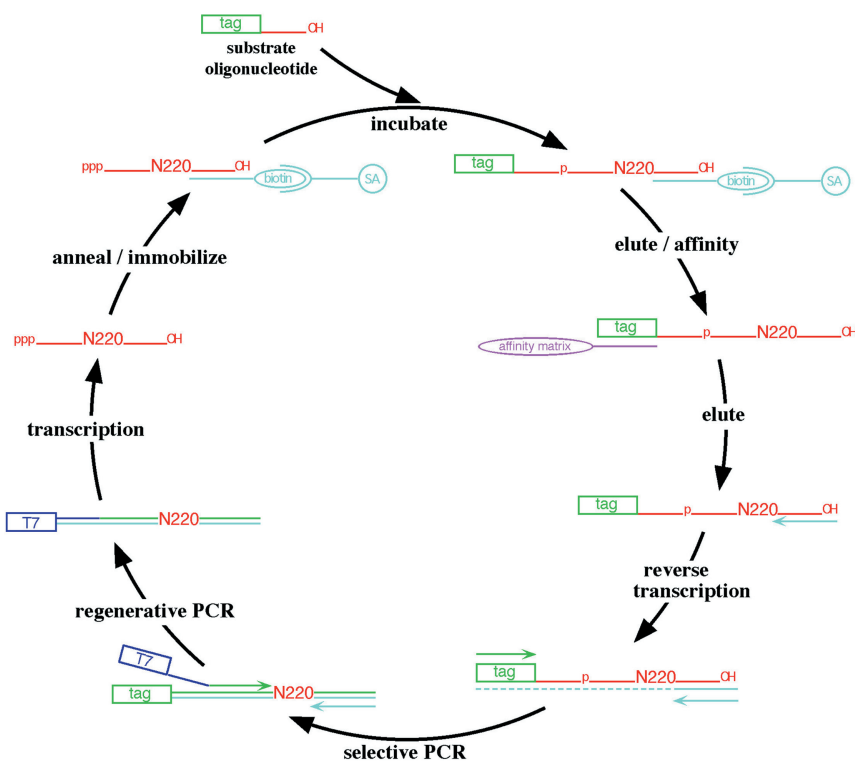 tag OH
substrate
oligonucleotide
incubate
ppp N220 OH
biotin SA
tag p N220 OH
biotin SA
anneal / immobilize
elute / affinity
ppp N220 OH
tag p N220 OH
affinity matrix
transcription
elute
T7 N220
tag p N220 OH
reverse
transcription
regenerative PCR
T7
tag N220
tag p N220 OH
selective PCR